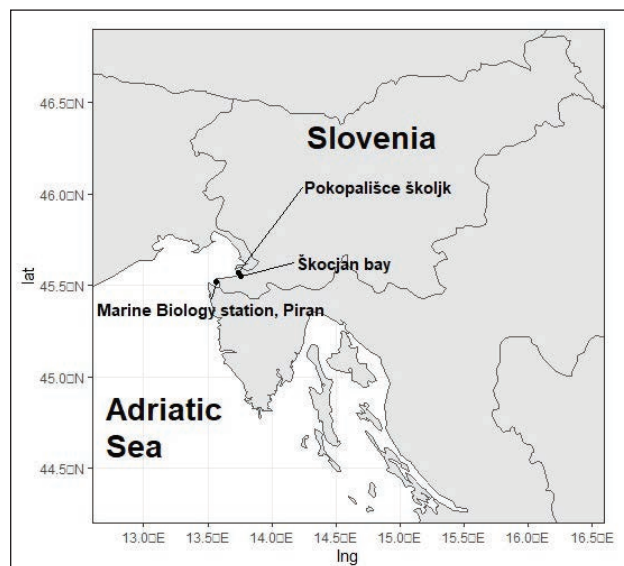 46.5□N
46.0□N
45.5□N
45.0□N
44.5□N
lat
Slovenia
Pokopališce školjk
Škocjan bay
Marine Biology station, Piran
Adriatic
Sea
13.0□E 13.5□E 14.0□E 14.5□E 15.0□E 15.5□E 16.0□E 16.5□E
lng